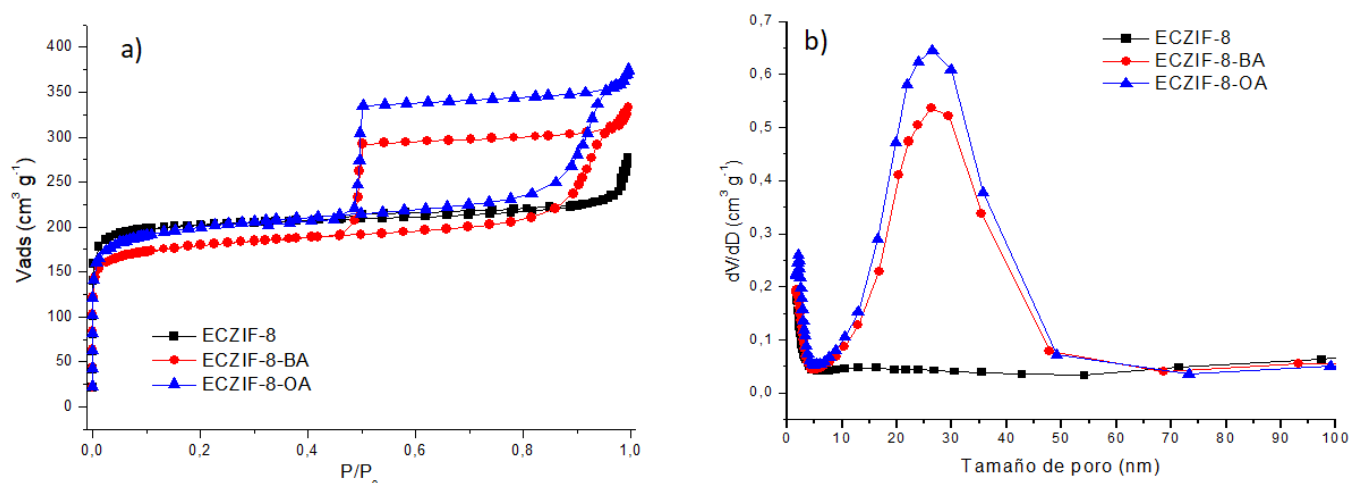 a)
400
350
300
250
200
150
100
50
0
Vads (cm³ g⁻¹)
ECZIF-8
ECZIF-8-BA
ECZIF-8-OA
0,0 0,2 0,4 0,6 0,8 1,0
b)
0,7
0,6
0,5
0,4
0,3
0,2
0,1
0,0
dV/dD (cm³ g⁻¹)
ECZIF-8
ECZIF-8-BA
ECZIF-8-OA
0 10 20 30 40 50 60 70 80 90 100
Tamaño de poro (nm)